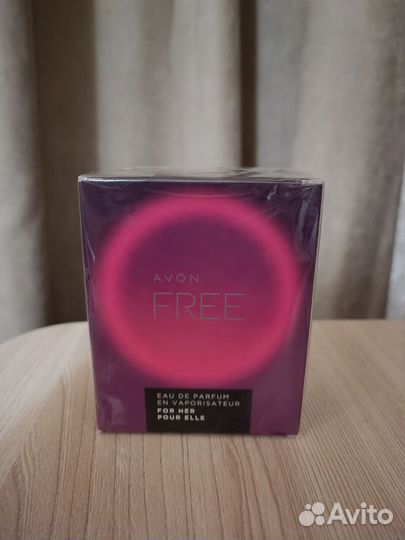 AVON
FREE
EAU DE PARFUM
EN VAPORISATEUR
FOR HER
POUR ELLE
Avito